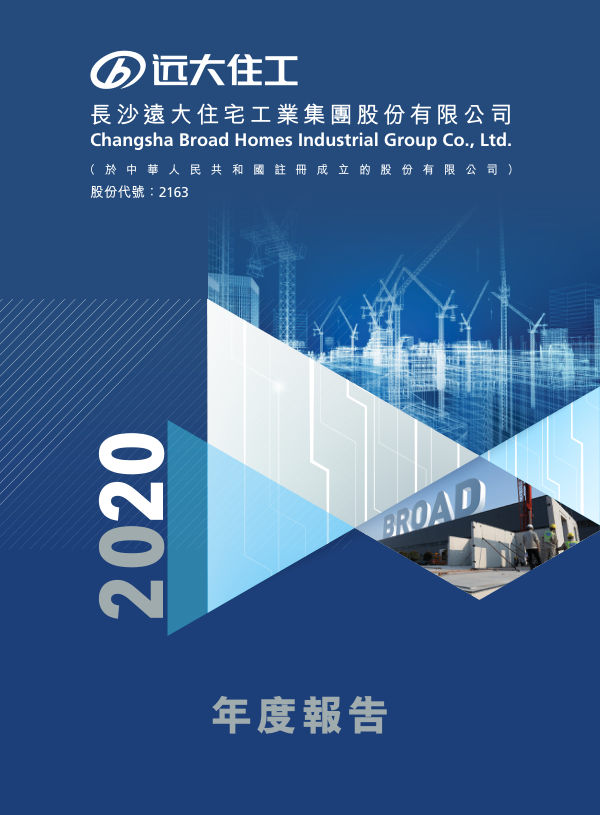 远大住工
長沙遠大住宅工業集團股份有限公司
Changsha Broad Homes Industrial Group Co., Ltd.
(於中華人民共和國註冊成立的股份有限公司)
股份代號：2163
2020
BROAD
年度報告